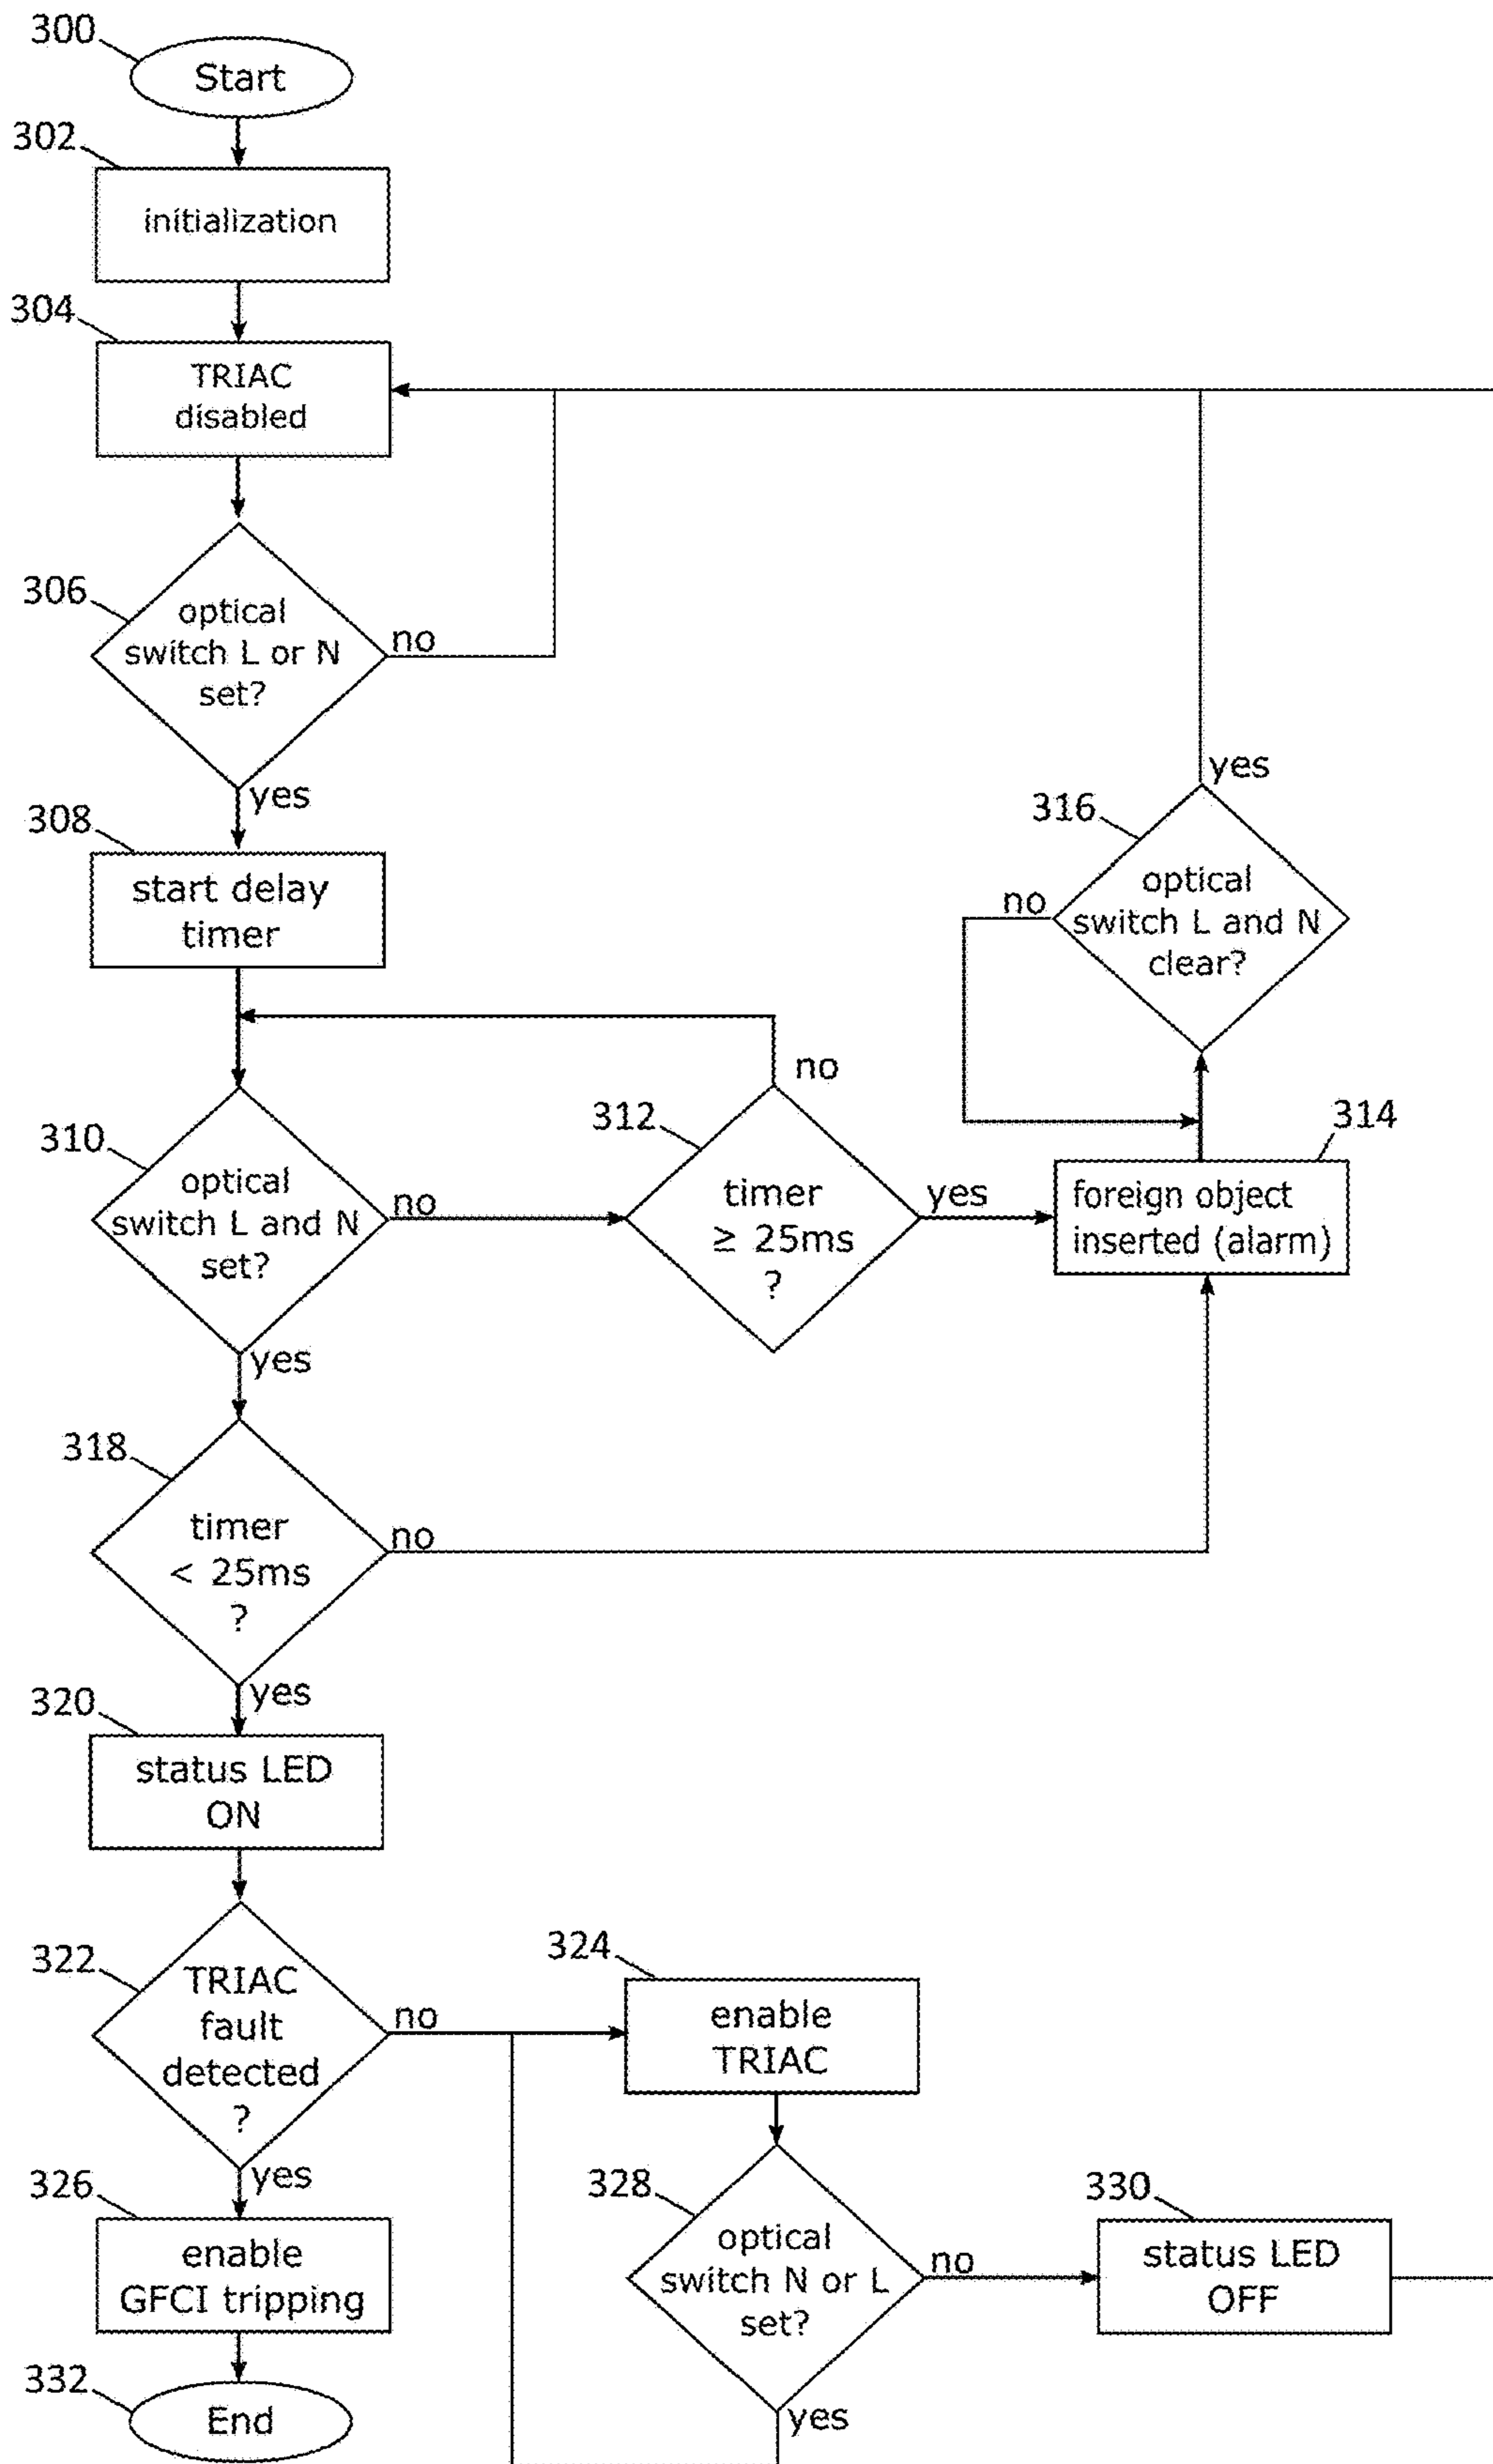 300
Start
302
initialization
304
TRIAC
disabled
306
optical
switch L or N
set?
no
yes
308
start delay
timer
310
optical
switch L and N
set?
no
yes
312
timer
≥ 25ms
?
no
yes
314
foreign object
inserted (alarm)
316
optical
switch L and N
clear?
no
yes
318
timer
< 25ms
?
no
yes
320
status LED
ON
322
TRIAC
fault
detected
?
no
yes
324
enable
TRIAC
326
enable
GFCI tripping
328
optical
switch N or L
set?
no
yes
330
status LED
OFF
332
End